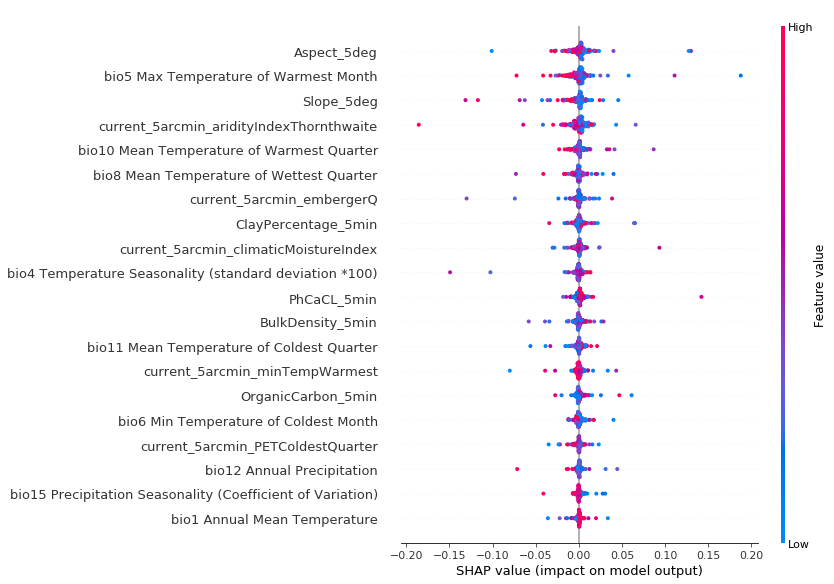 High
Aspect_5deg
bio5 Max Temperature of Warmest Month
Slope_5deg
current_5arcmin_aridityIndexThornthwaite
bio10 Mean Temperature of Warmest Quarter
bio8 Mean Temperature of Wettest Quarter
current_5arcmin_embergerQ
ClayPercentage_5min
current_5arcmin_climaticMoistureIndex
bio4 Temperature Seasonality (standard deviation *100)
PhCaCL_5min
BulkDensity_5min
bio11 Mean Temperature of Coldest Quarter
current_5arcmin_minTempWarmest
OrganicCarbon_5min
bio6 Min Temperature of Coldest Month
current_5arcmin_PETColdestQuarter
bio12 Annual Precipitation
bio15 Precipitation Seasonality (Coefficient of Variation)
bio1 Annual Mean Temperature
Feature value
Low
−0.20 −0.15 −0.10 −0.05 0.00 0.05 0.10 0.15 0.20
SHAP value (impact on model output)